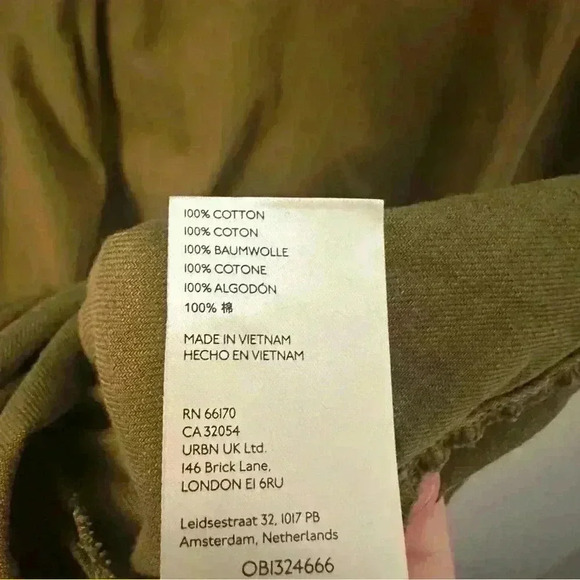 100% COTTON
100% COTON
100% BAUMWOLLE
100% COTONE
100% ALGODÓN
100% 棉
MADE IN VIETNAM
HECHO EN VIETNAM
RN 66170
CA 32054
URBN UK Ltd.
146 Brick Lane,
LONDON E1 6RU
Leidsestraat 32, 1017 PB
Amsterdam, Netherlands
OB1324666